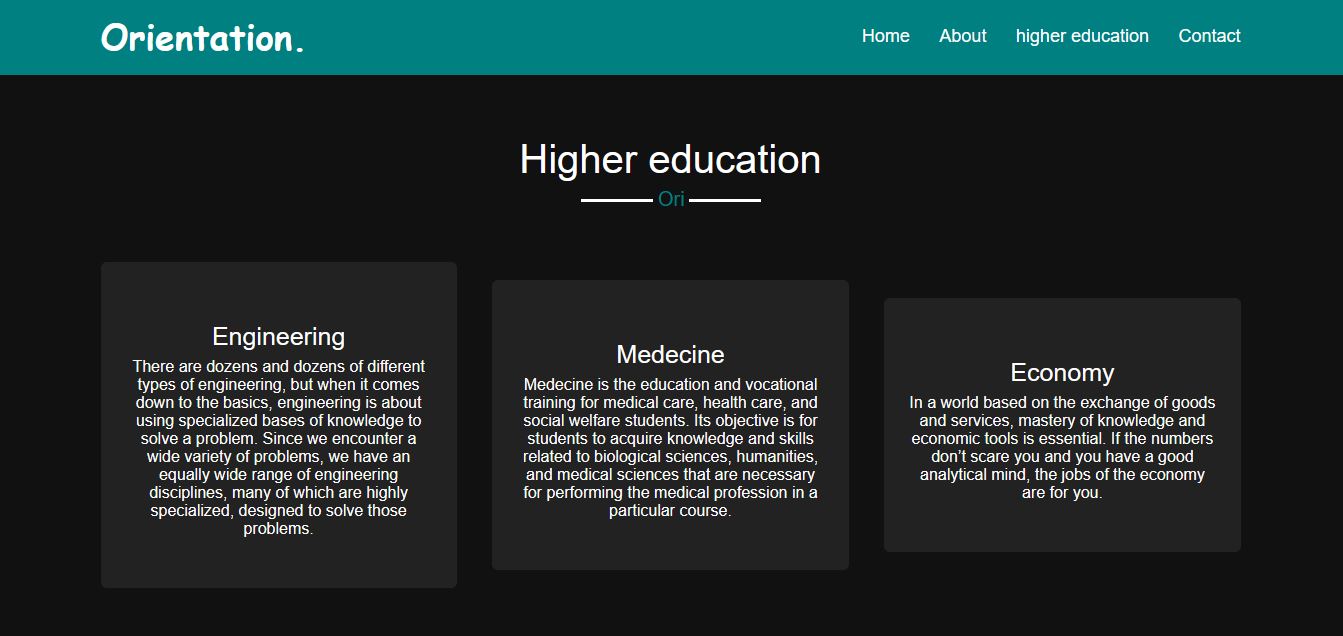 Orientation.
Home About higher education Contact
Higher education
Ori
Engineering
There are dozens and dozens of different
types of engineering, but when it comes
down to the basics, engineering is about
using specialized bases of knowledge to
solve a problem. Since we encounter a
wide variety of problems, we have an
equally wide range of engineering
disciplines, many of which are highly
specialized, designed to solve those
problems.
Medecine
Medecine is the education and vocational
training for medical care, health care, and
social welfare students. Its objective is for
students to acquire knowledge and skills
related to biological sciences, humanities,
and medical sciences that are necessary
for performing the medical profession in a
particular course.
Economy
In a world based on the exchange of goods
and services, mastery of knowledge and
economic tools is essential. If the numbers
don’t scare you and you have a good
analytical mind, the jobs of the economy
are for you.